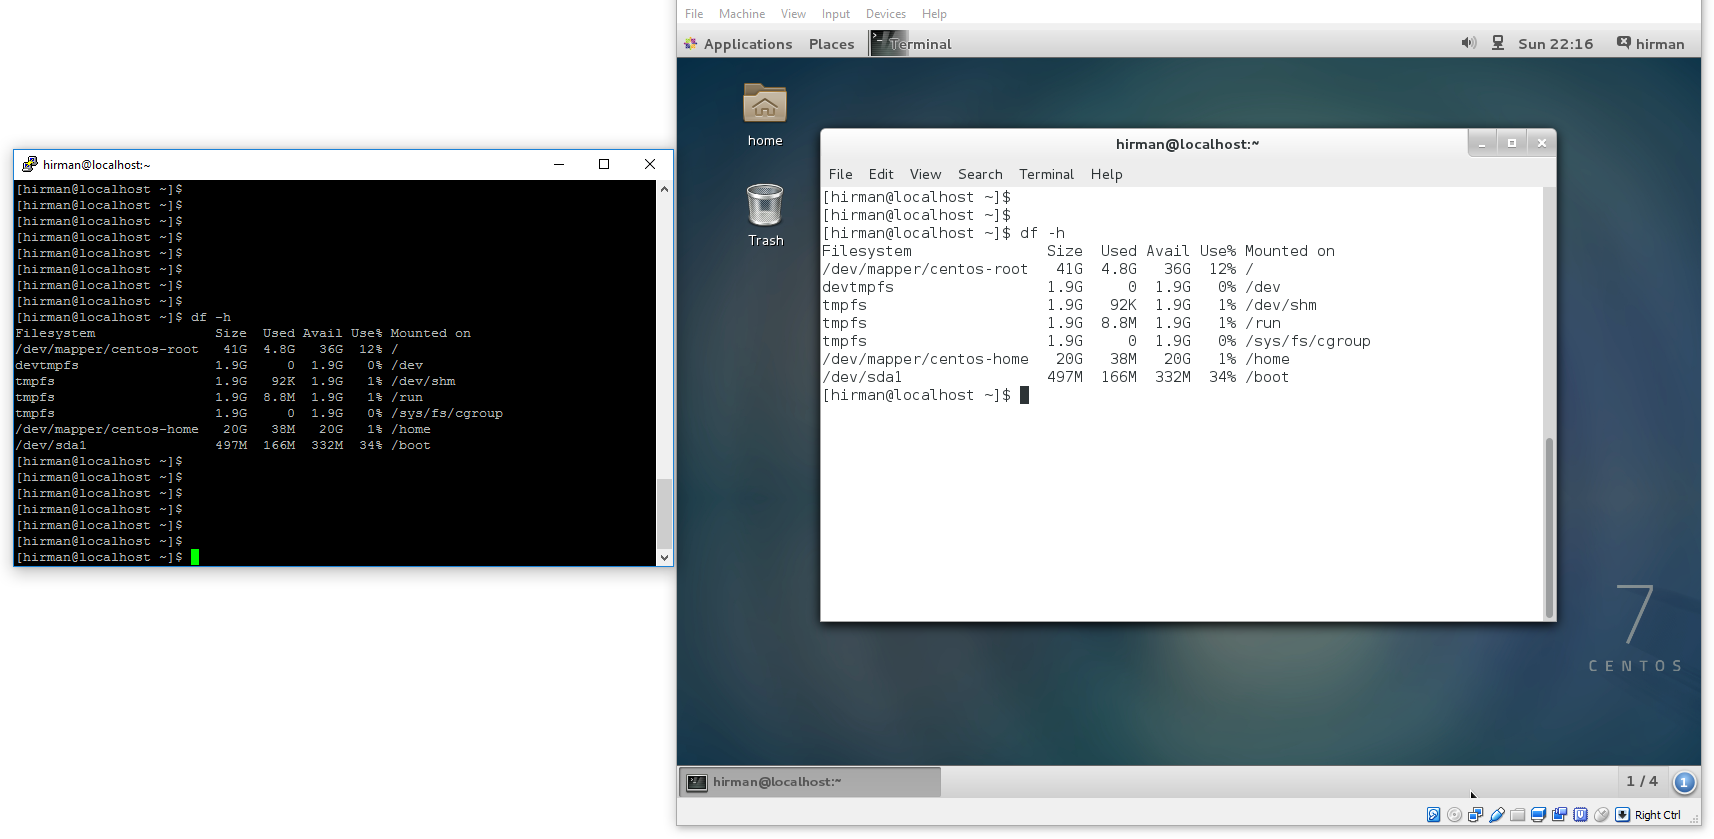 hirman@localhost:~
[hirman@localhost ~]$
[hirman@localhost ~]$
[hirman@localhost ~]$
[hirman@localhost ~]$
[hirman@localhost ~]$
[hirman@localhost ~]$
[hirman@localhost ~]$
[hirman@localhost ~]$
[hirman@localhost ~]$ df -h
Filesystem Size Used Avail Use% Mounted on
/dev/mapper/centos-root 41G 4.8G 36G 12% /
devtmpfs 1.9G 0 1.9G 0% /dev
tmpfs 1.9G 92K 1.9G 1% /dev/shm
tmpfs 1.9G 8.8M 1.9G 1% /run
tmpfs 1.9G 0 1.9G 0% /sys/fs/cgroup
/dev/mapper/centos-home 20G 38M 20G 1% /home
/dev/sda1 497M 166M 332M 34% /boot
[hirman@localhost ~]$
[hirman@localhost ~]$
[hirman@localhost ~]$
[hirman@localhost ~]$
[hirman@localhost ~]$
[hirman@localhost ~]$
[hirman@localhost ~]$
File Machine View Input Devices Help
Applications Places Terminal Sun 22:16 hirman
home
Trash
hirman@localhost:~
File Edit View Search Terminal Help
[hirman@localhost ~]$
[hirman@localhost ~]$
[hirman@localhost ~]$ df -h
Filesystem Size Used Avail Use% Mounted on
/dev/mapper/centos-root 41G 4.8G 36G 12% /
devtmpfs 1.9G 0 1.9G 0% /dev
tmpfs 1.9G 92K 1.9G 1% /dev/shm
tmpfs 1.9G 8.8M 1.9G 1% /run
tmpfs 1.9G 0 1.9G 0% /sys/fs/cgroup
/dev/mapper/centos-home 20G 38M 20G 1% /home
/dev/sda1 497M 166M 332M 34% /boot
[hirman@localhost ~]$
7
CENTOS
hirman@localhost:~ 1 / 4 1
Right Ctrl